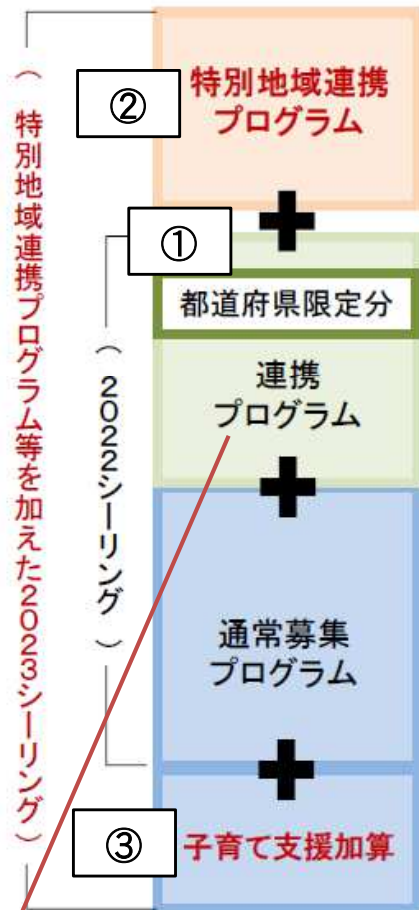 （特別地域連携プログラム等を加えた2023シーリング）
②
特別地域連携
プログラム
①
（2022シーリング）
都道府県限定分
連携
プログラム
通常募集
プログラム
③
子育て支援加算